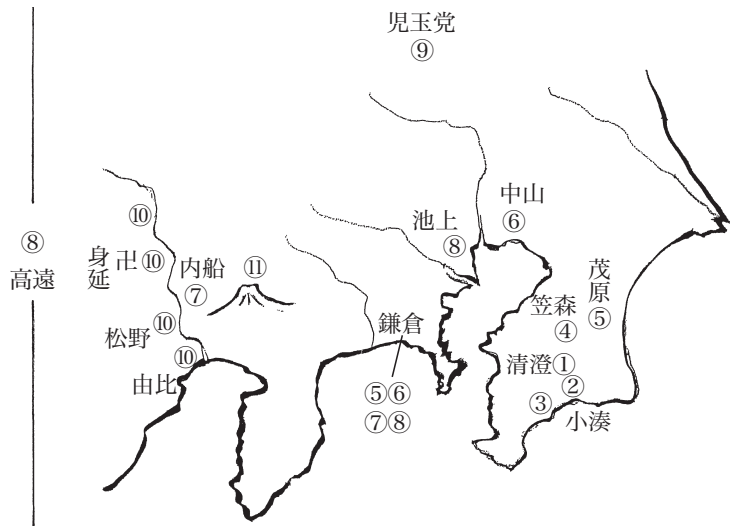 児玉党
⑨
中山
⑥
池上
⑧
⑩
⑧
高遠
身延
卍⑩
内船
⑦
⑪
茂原
⑤
笠森
④
⑩
松野
⑩
由比
鎌倉
⑤⑥
⑦⑧
清澄①
②
③
小湊